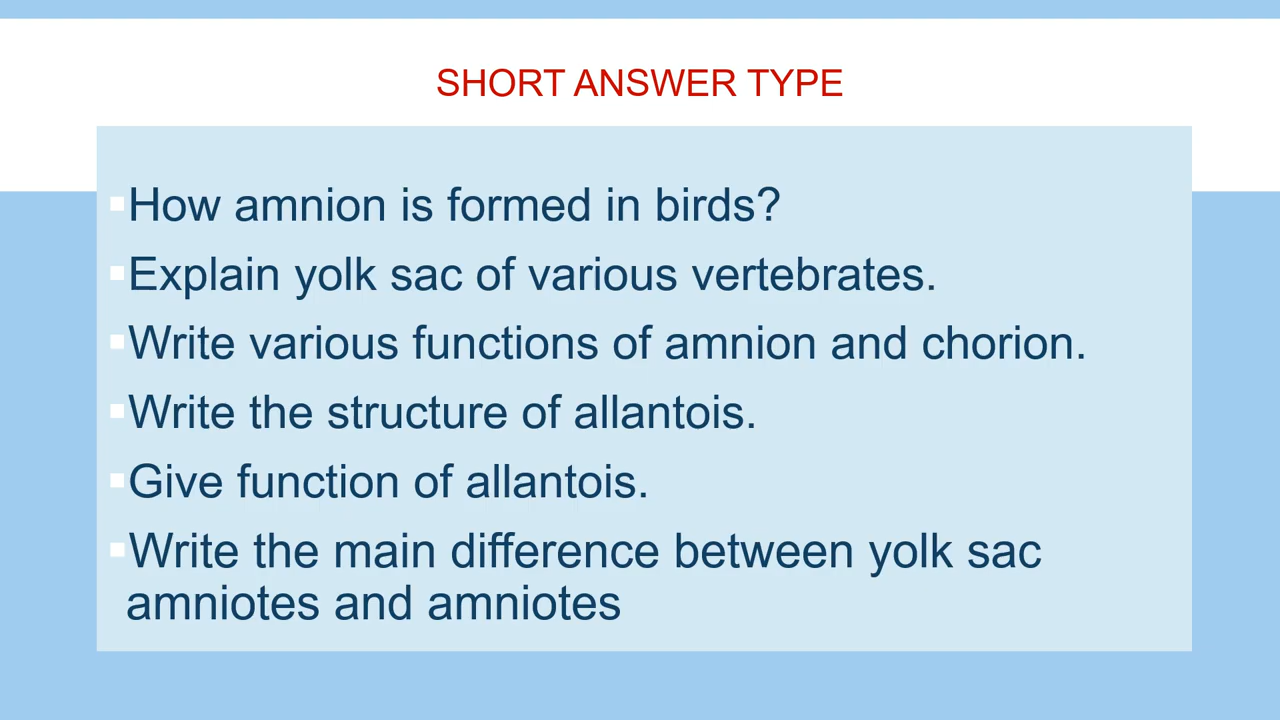 SHORT ANSWER TYPE
▪How amnion is formed in birds?
▪Explain yolk sac of various vertebrates.
▪Write various functions of amnion and chorion.
▪Write the structure of allantois.
▪Give function of allantois.
▪Write the main difference between yolk sac
amniotes and amniotes